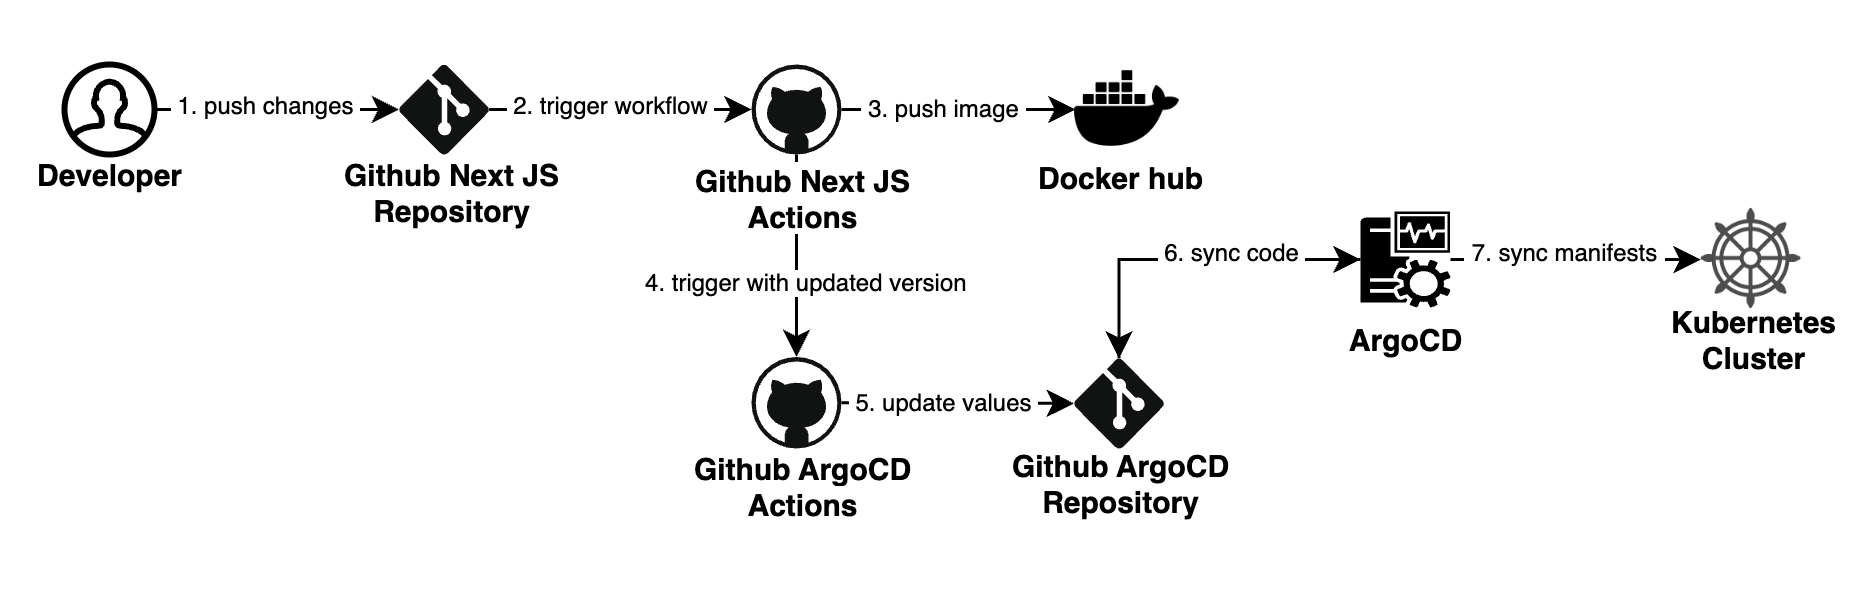 1. push changes
2. trigger workflow
3. push image
Developer
Github Next JS
Repository
Github Next JS
Actions
Docker hub
4. trigger with updated version
6. sync code
7. sync manifests
ArgoCD
Kubernetes
Cluster
5. update values
Github ArgoCD
Actions
Github ArgoCD
Repository